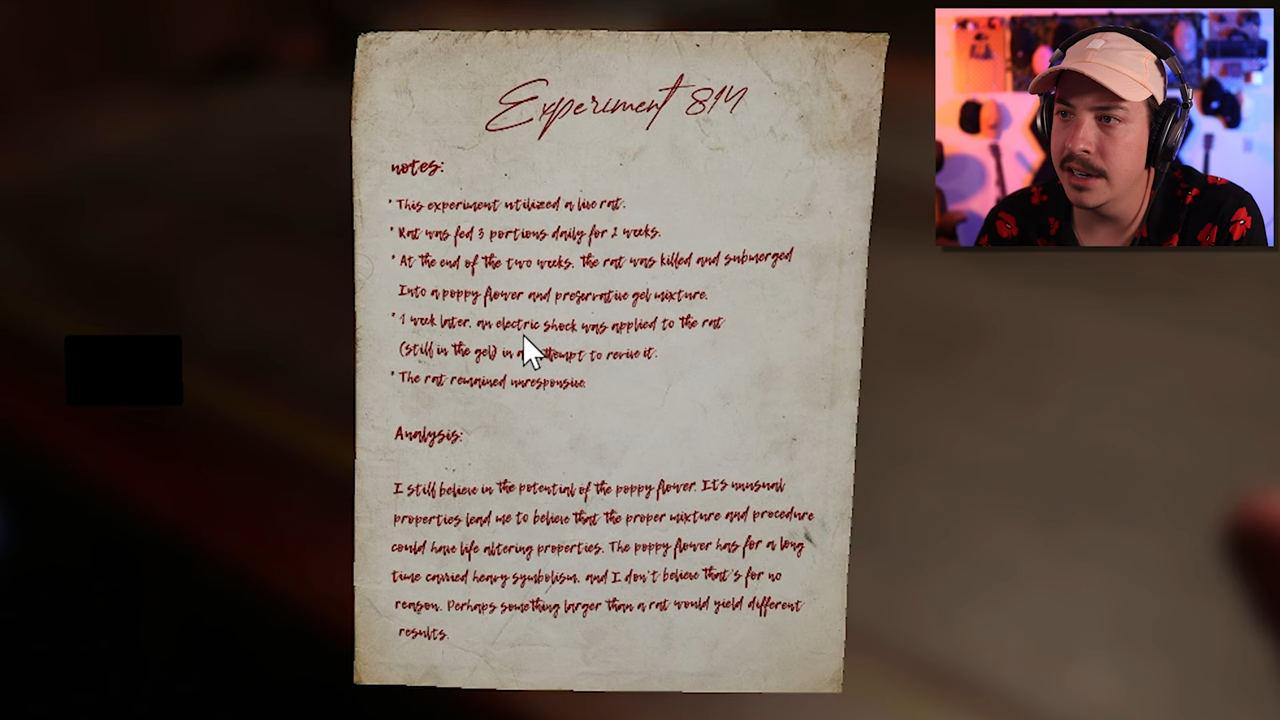 Experiment 814
notes:
* This experiment utilized a live rat.
* Rat was fed 3 portions daily for 2 weeks.
* At the end of the two weeks, the rat was killed and submerged
Into a poppy flower and preservative gel mixture.
* 1 week later, an electric shock was applied to the rat
(still in the gel) in attempt to revive it.
* The rat remained unresponsive.
Analysis:
I still believe in the potential of the poppy flower. It's unusual
properties lead me to believe that the proper mixture and procedure
could have life altering properties. The poppy flower has for a long
time carried heavy symbolism, and I don't believe that's for no
reason. Perhaps something larger than a rat would yield different
results.